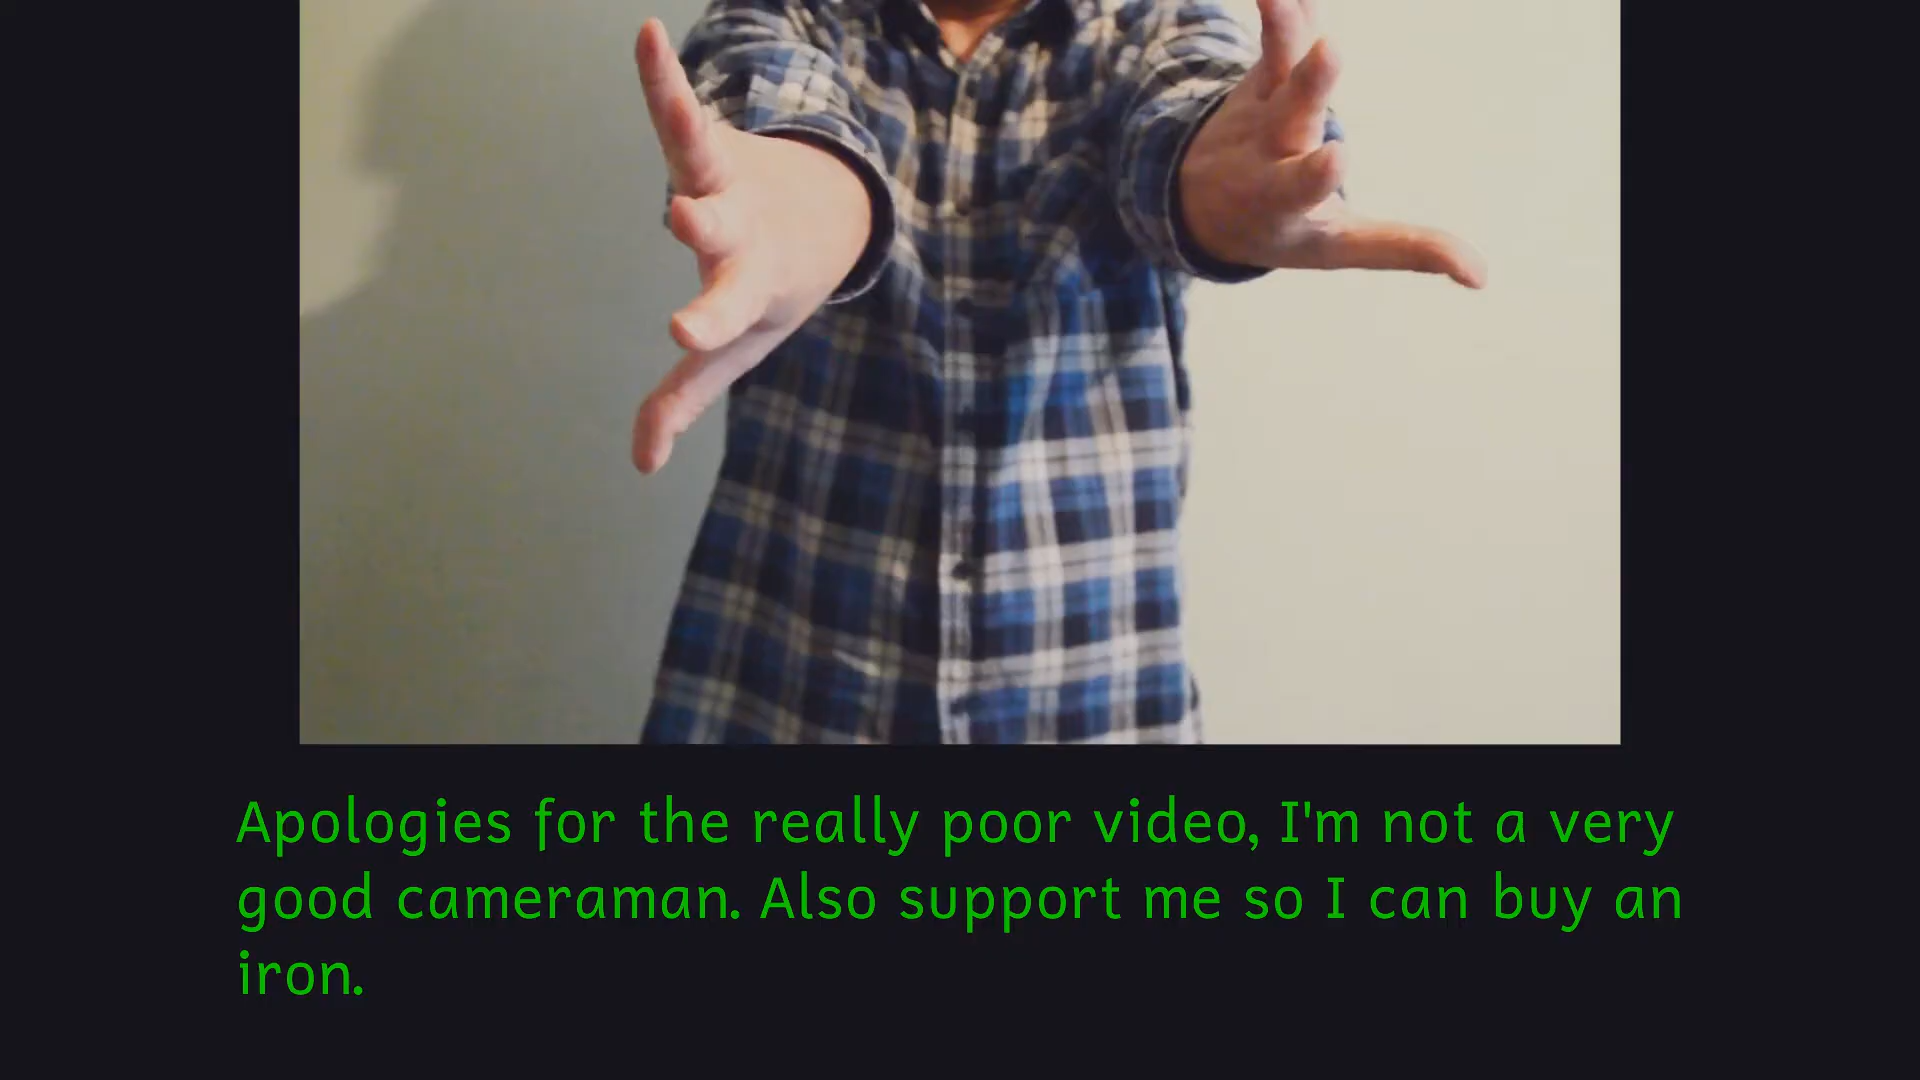 Apologies for the really poor video, I'm not a very
good cameraman. Also support me so I can buy an
iron.